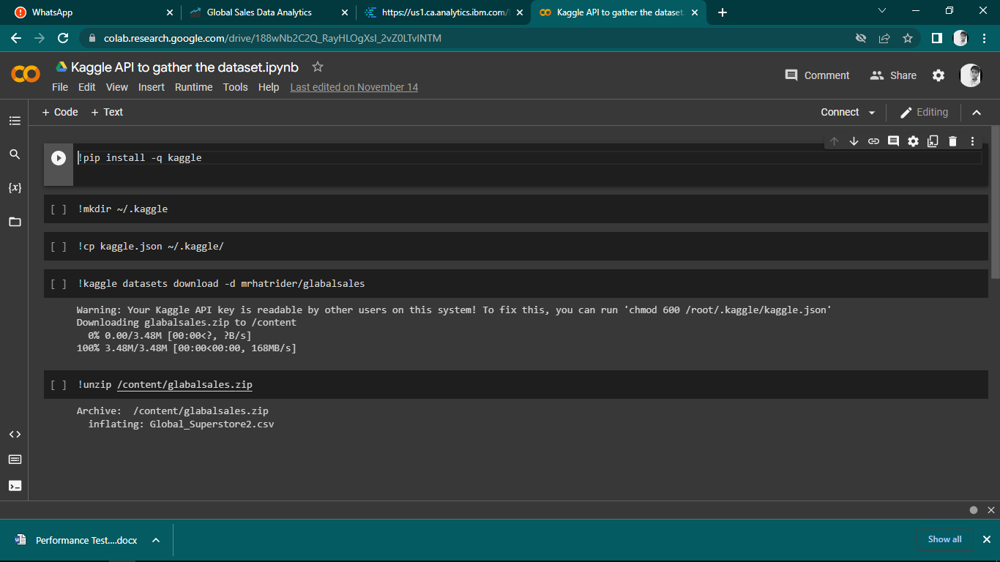 WhatsApp
Global Sales Data Analytics
https://us1.ca.analytics.ibm.com/
Kaggle API to gather the dataset.
colab.research.google.com/drive/188wNb2C2Q_RayHLOgXsI_2vZ0LTvINTM
Kaggle API to gather the dataset.ipynb
Comment
Share
File Edit View Insert Runtime Tools Help Last edited on November 14
+ Code + Text
Connect
Editing
!pip install -q kaggle
[ ] !mkdir ~/.kaggle
[ ] !cp kaggle.json ~/.kaggle/
[ ] !kaggle datasets download -d mrhatrider/glabalsales
Warning: Your Kaggle API key is readable by other users on this system! To fix this, you can run 'chmod 600 /root/.kaggle/kaggle.json'
Downloading glabalsales.zip to /content
0% 0.00/3.48M [00:00<?, ?B/s]
100% 3.48M/3.48M [00:00<00:00, 168MB/s]
[ ] !unzip /content/glabalsales.zip
Archive:  /content/glabalsales.zip
inflating: Global_Superstore2.csv
{x}
Performance Test....docx
Show all